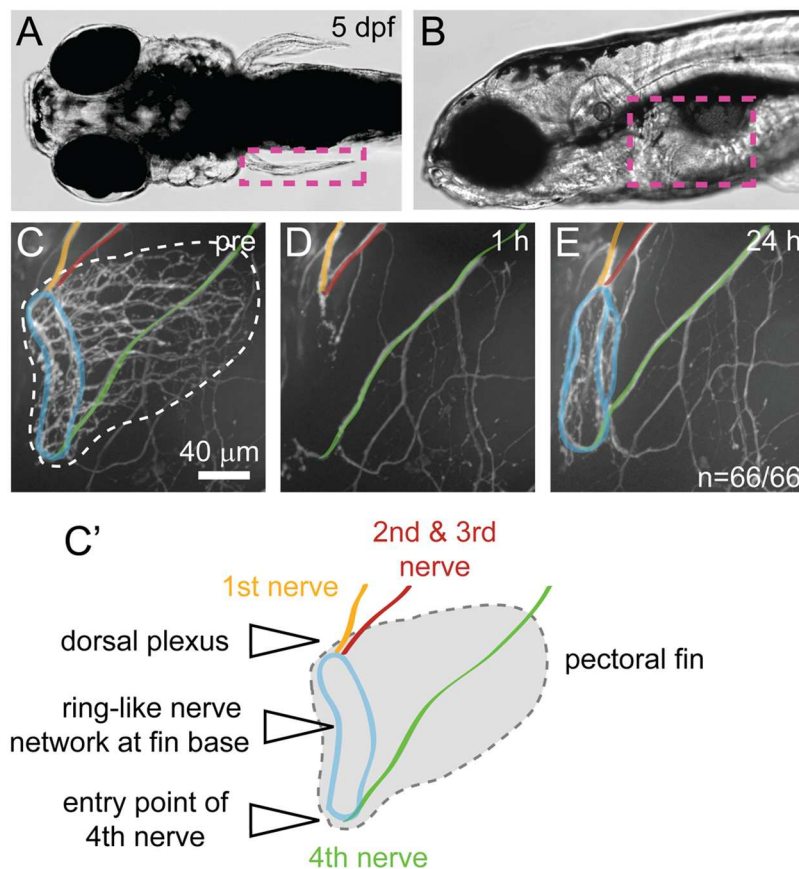 A
5 dpf
B
C
pre
40 μm
D
1 h
E
24 h
n=66/66
C’
2nd & 3rd
nerve
1st nerve
dorsal plexus
pectoral fin
ring-like nerve
network at fin base
entry point of
4th nerve
4th nerve